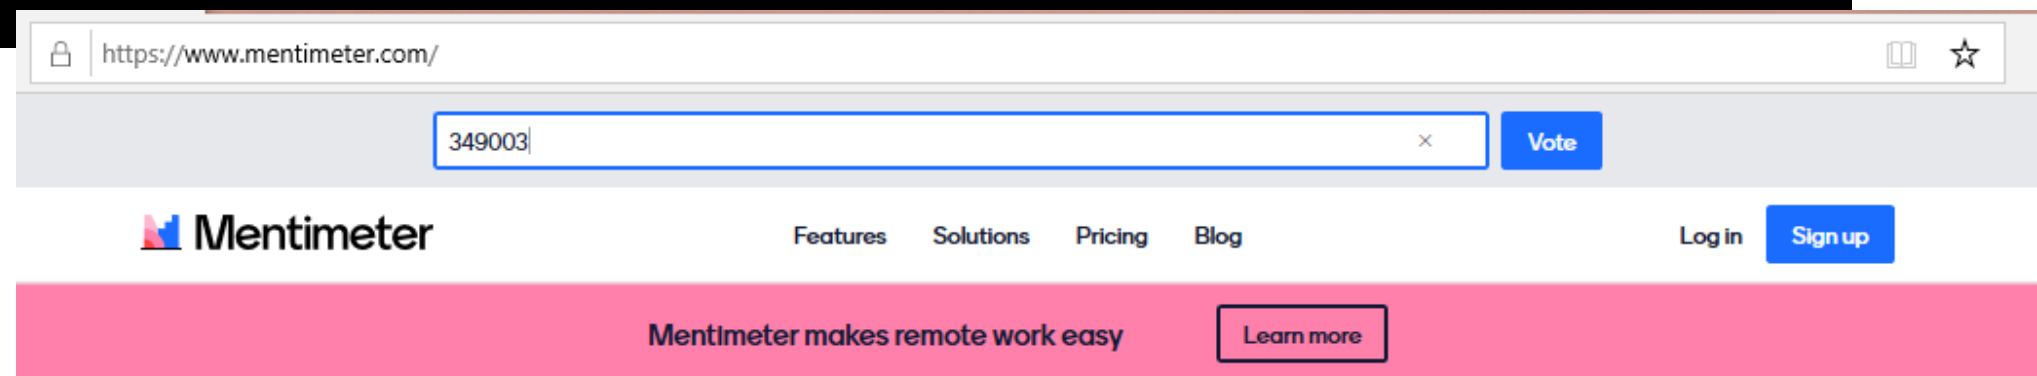 https://www.mentimeter.com/
349003 × Vote
Mentimeter Features Solutions Pricing Blog Log in Sign up
Mentimeter makes remote work easy Learn more